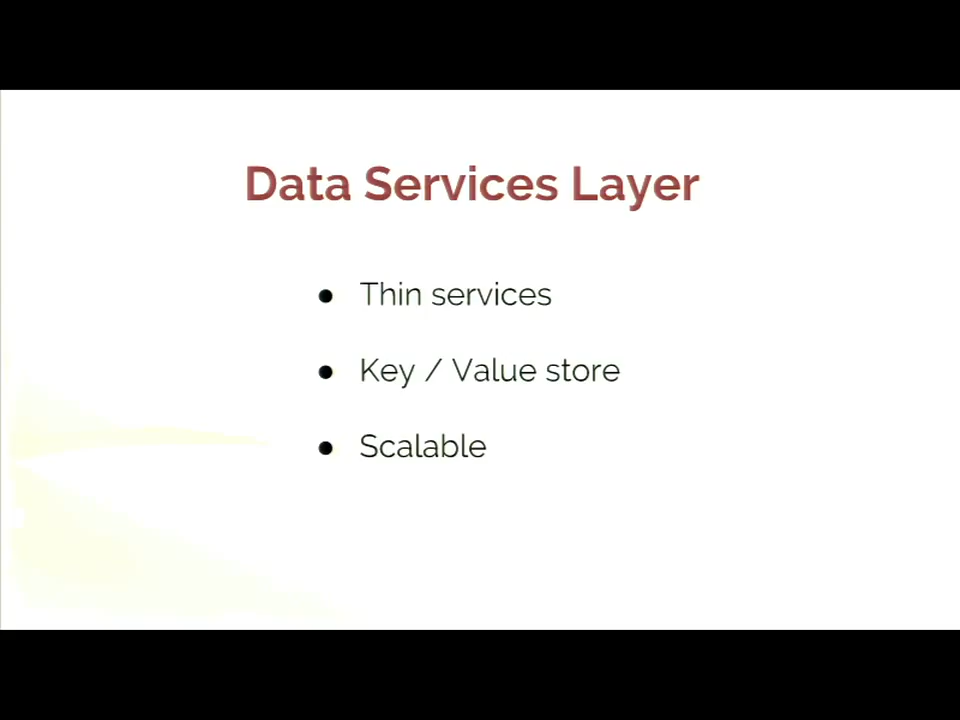 Data Services Layer
● Thin services
● Key / Value store
● Scalable